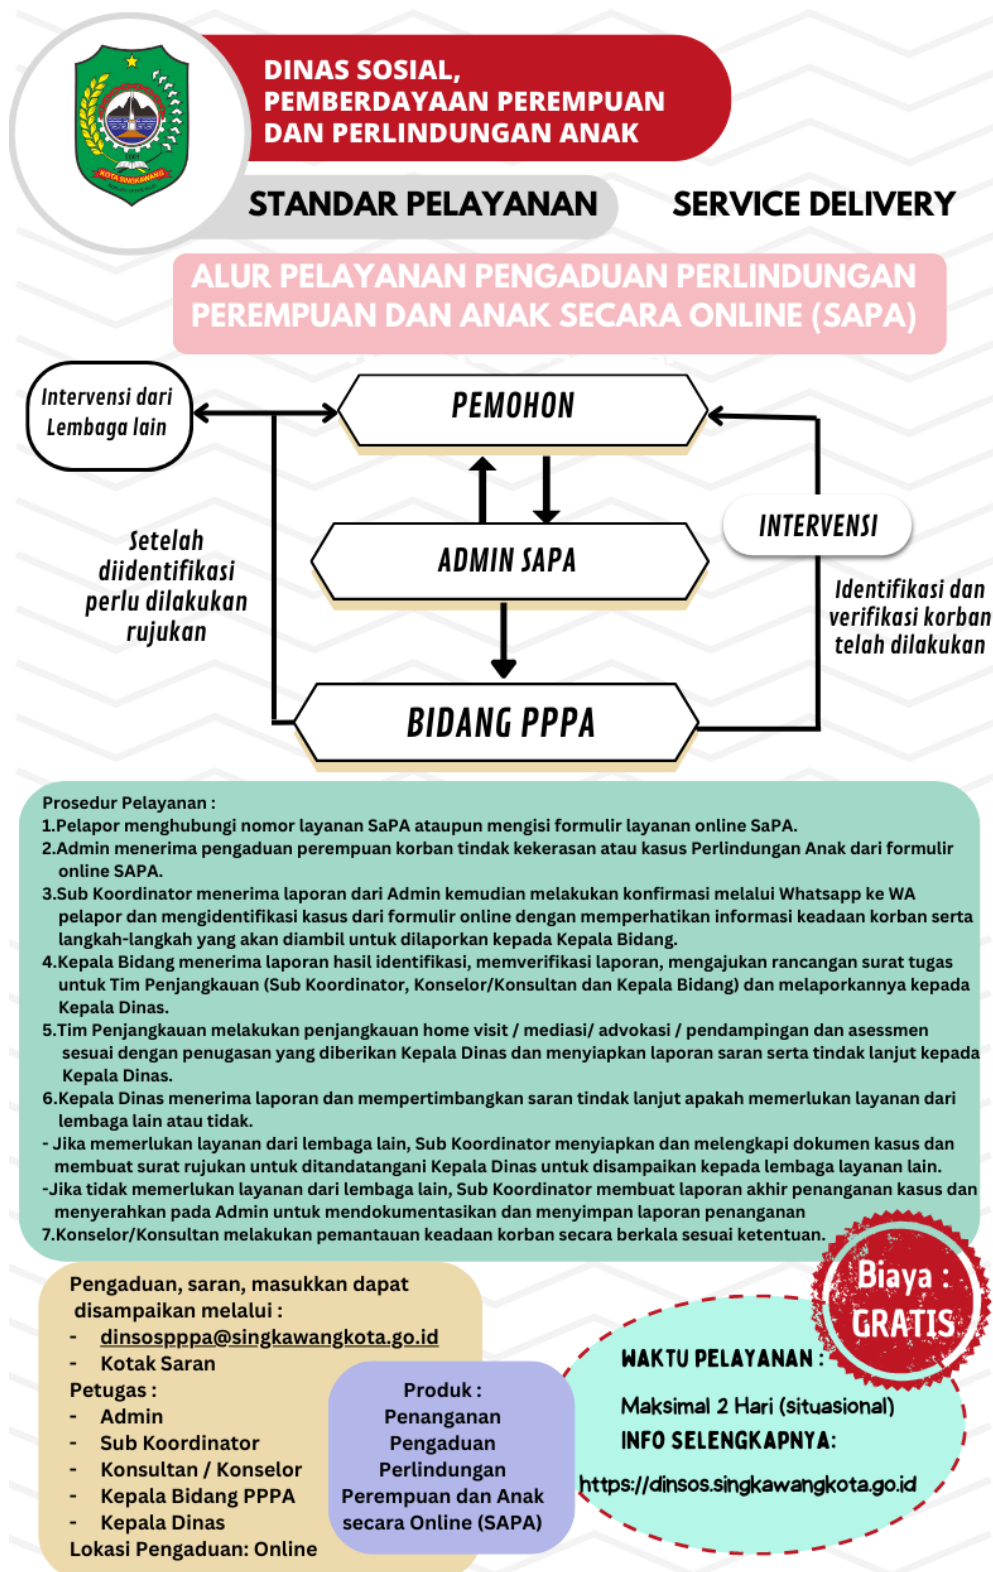 KOTA SINGKAWANG
DINAS SOSIAL,
PEMBERDAYAAN PEREMPUAN
DAN PERLINDUNGAN ANAK
STANDAR PELAYANAN
SERVICE DELIVERY
ALUR PELAYANAN PENGADUAN PERLINDUNGAN
PEREMPUAN DAN ANAK SECARA ONLINE (SAPA)
Intervensi dari
Lembaga lain
PEMOHON
Setelah
diidentifikasi
perlu dilakukan
rujukan
ADMIN SAPA
INTERVENSI
Identifikasi dan
verifikasi korban
telah dilakukan
BIDANG PPPA
Prosedur Pelayanan :
1.Pelapor menghubungi nomor layanan SaPA ataupun mengisi formulir layanan online SaPA.
2.Admin menerima pengaduan perempuan korban tindak kekerasan atau kasus Perlindungan Anak dari formulir
online SAPA.
3.Sub Koordinator menerima laporan dari Admin kemudian melakukan konfirmasi melalui Whatsapp ke WA
pelapor dan mengidentifikasi kasus dari formulir online dengan memperhatikan informasi keadaan korban serta
langkah-langkah yang akan diambil untuk dilaporkan kepada Kepala Bidang.
4.Kepala Bidang menerima laporan hasil identifikasi, memverifikasi laporan, mengajukan rancangan surat tugas
untuk Tim Penjangkauan (Sub Koordinator, Konselor/Konsultan dan Kepala Bidang) dan melaporkannya kepada
Kepala Dinas.
5.Tim Penjangkauan melakukan penjangkauan home visit / mediasi/ advokasi / pendampingan dan asessmen
sesuai dengan penugasan yang diberikan Kepala Dinas dan menyiapkan laporan saran serta tindak lanjut kepada
Kepala Dinas.
6.Kepala Dinas menerima laporan dan mempertimbangkan saran tindak lanjut apakah memerlukan layanan dari
lembaga lain atau tidak.
- Jika memerlukan layanan dari lembaga lain, Sub Koordinator menyiapkan dan melengkapi dokumen kasus dan
membuat surat rujukan untuk ditandatangani Kepala Dinas untuk disampaikan kepada lembaga layanan lain.
-Jika tidak memerlukan layanan dari lembaga lain, Sub Koordinator membuat laporan akhir penanganan kasus dan
menyerahkan pada Admin untuk mendokumentasikan dan menyimpan laporan penanganan
7.Konselor/Konsultan melakukan pemantauan keadaan korban secara berkala sesuai ketentuan.
Pengaduan, saran, masukkan dapat
disampaikan melalui :
- dinsospppa@singkawangkota.go.id
- Kotak Saran
Petugas :
- Admin
- Sub Koordinator
- Konsultan / Konselor
- Kepala Bidang PPPA
- Kepala Dinas
Lokasi Pengaduan: Online
Produk :
Penanganan
Pengaduan
Perlindungan
Perempuan dan Anak
secara Online (SAPA)
Biaya :
GRATIS
WAKTU PELAYANAN :
Maksimal 2 Hari (situasional)
INFO SELENGKAPNYA:
https://dinsos.singkawangkota.go.id